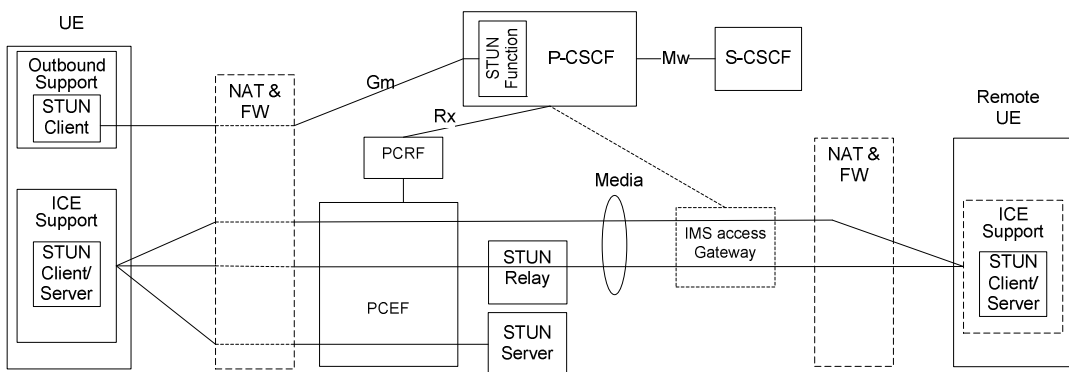 UE
Outbound
Support
STUN
Client
ICE
Support
STUN
Client/
Server
NAT &
FW
Gm
STUN
Function
P-CSCF
Mw
S-CSCF
Rx
PCRF
PCEF
Media
STUN
Relay
STUN
Server
IMS access
Gateway
NAT &
FW
Remote
UE
ICE
Support
STUN
Client/
Server